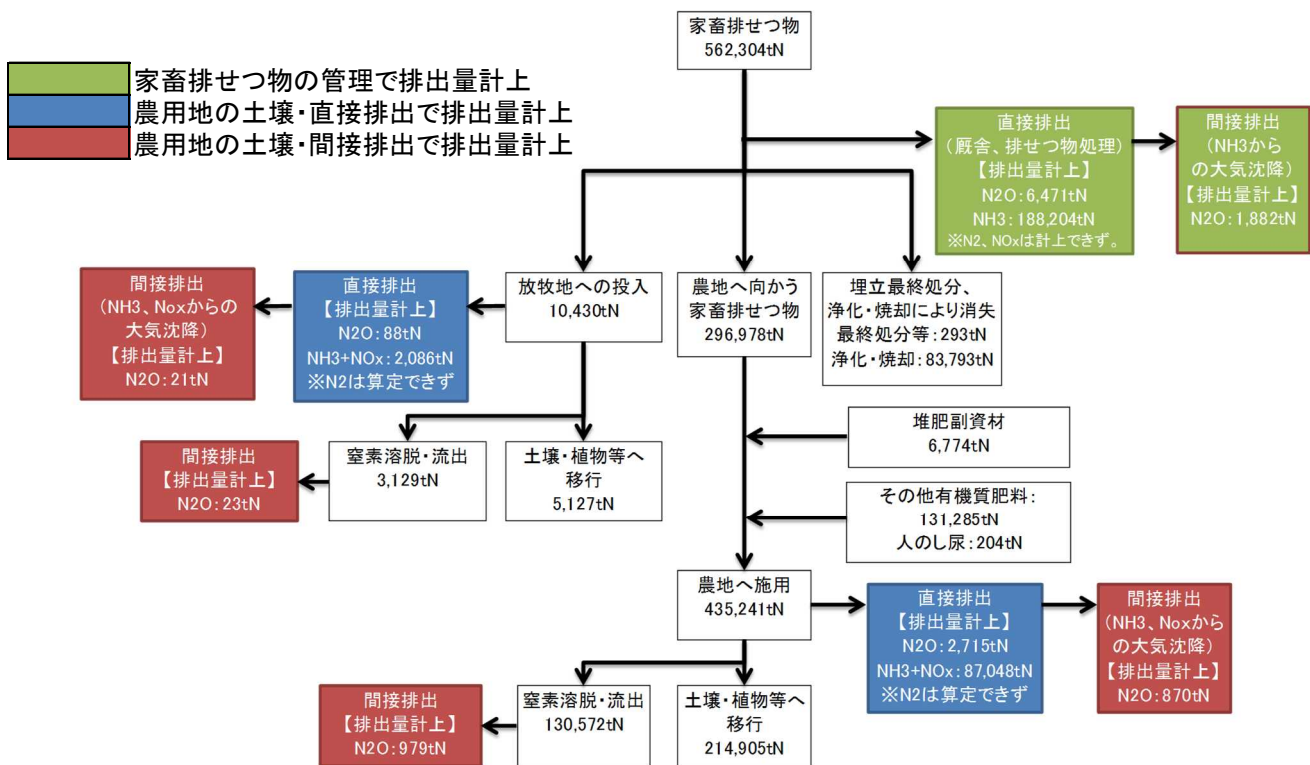 家畜排せつ物
562,304tN
家畜排せつ物の管理で排出量計上
農用地の土壌・直接排出で排出量計上
農用地の土壌・間接排出で排出量計上
直接排出
(厩舎、排せつ物処理)
【排出量計上】
N2O:6,471tN
NH3:188,204tN
※N2、NOxは計上できず。
間接排出
(NH3から
の大気沈降)
【排出量計上】
N2O:1,882tN
間接排出
(NH3、Noxからの
大気沈降)
【排出量計上】
N2O:21tN
直接排出
【排出量計上】
N2O:88tN
NH3+NOx:2,086tN
※N2は算定できず
放牧地への投入
10,430tN
農地へ向かう
家畜排せつ物
296,978tN
埋立最終処分、
浄化・焼却により消失
最終処分等:293tN
浄化・焼却:83,793tN
間接排出
【排出量計上】
N2O:23tN
窒素溶脱・流出
3,129tN
土壌・植物等へ
移行
5,127tN
堆肥副資材
6,774tN
その他有機質肥料:
131,285tN
人のし尿:204tN
農地へ施用
435,241tN
直接排出
【排出量計上】
N2O:2,715tN
NH3+NOx:87,048tN
※N2は算定できず
間接排出
(NH3、Noxから
の大気沈降)
【排出量計上】
N2O:870tN
間接排出
【排出量計上】
N2O:979tN
窒素溶脱・流出
130,572tN
土壌・植物等へ
移行
214,905tN